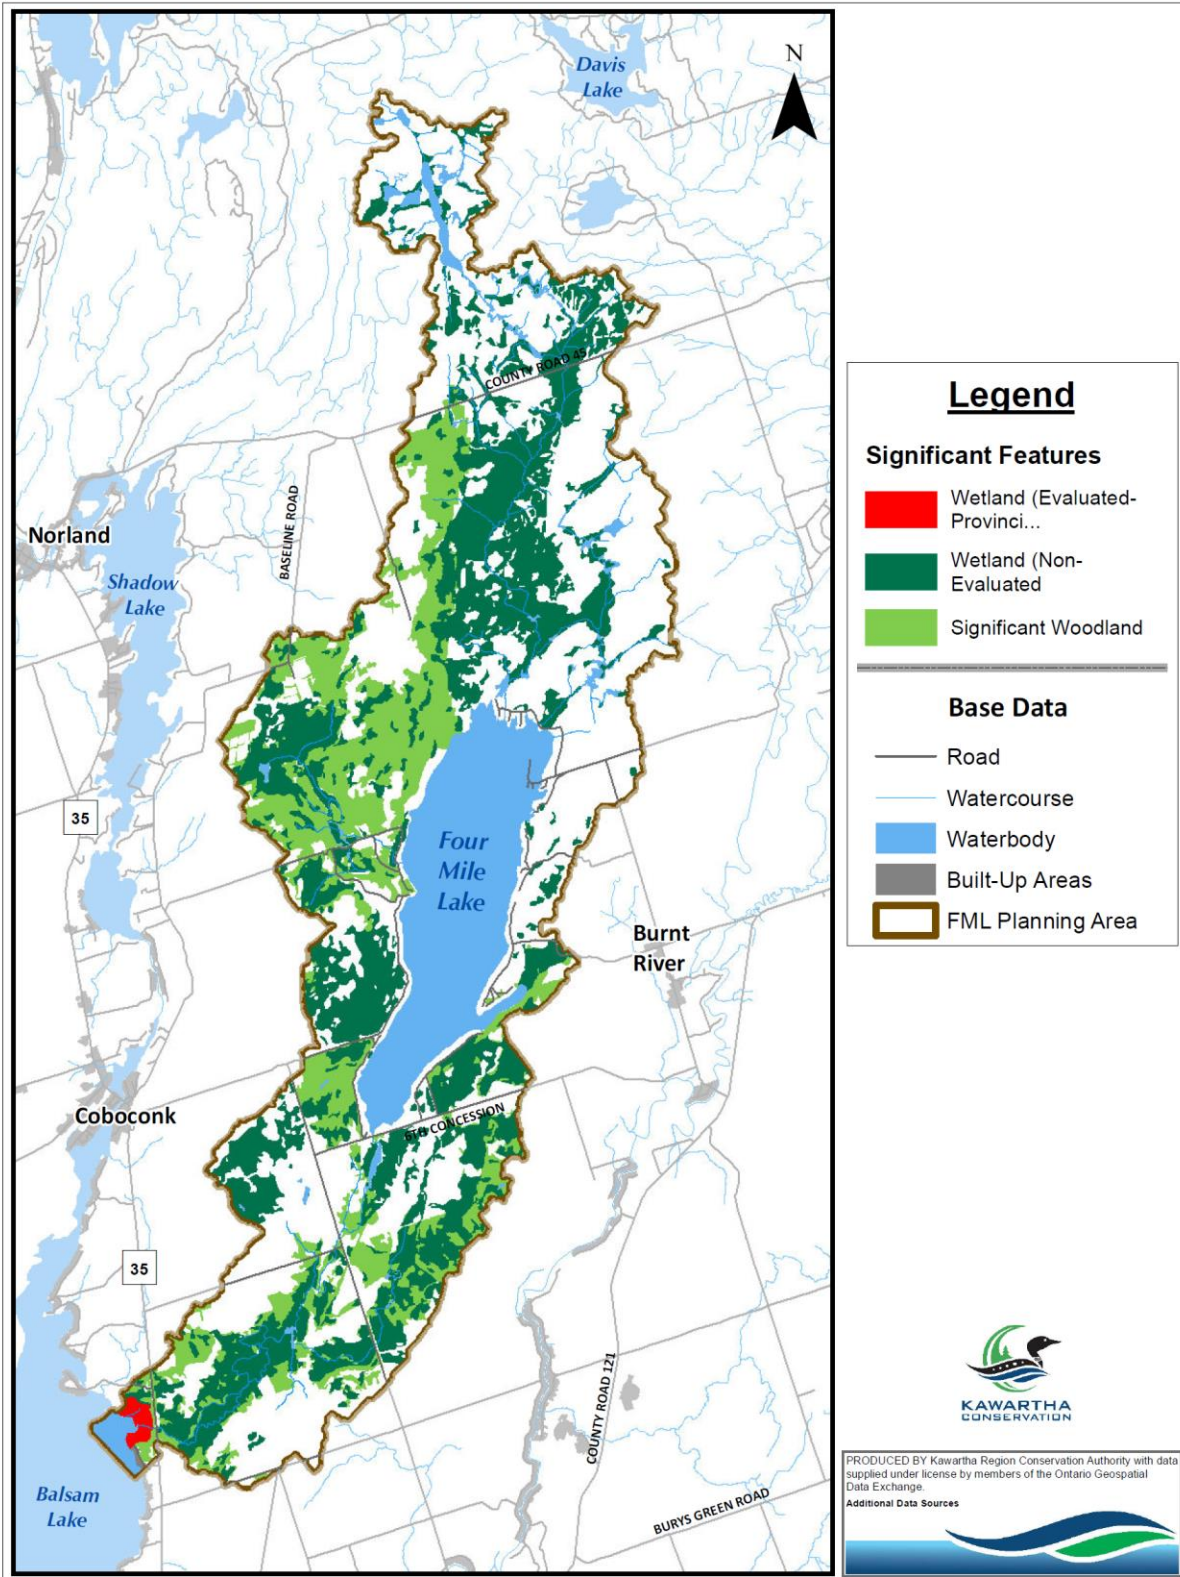 Davis
Lake
N
COUNTY ROAD 45
BASELINE ROAD
Norland
Shadow
Lake
35
Four
Mile
Lake
Burnt
River
Coboconk
6TH CONCESSION
35
COUNTY ROAD 121
Balsam
Lake
BURYS GREEN ROAD
Legend
Significant Features
Wetland (Evaluated-
Provinci...
Wetland (Non-
Evaluated
Significant Woodland
Base Data
Road
Watercourse
Waterbody
Built-Up Areas
FML Planning Area
KAWARTHA
CONSERVATION
PRODUCED BY Kawartha Region Conservation Authority with data
supplied under license by members of the Ontario Geospatial
Data Exchange.
Additional Data Sources